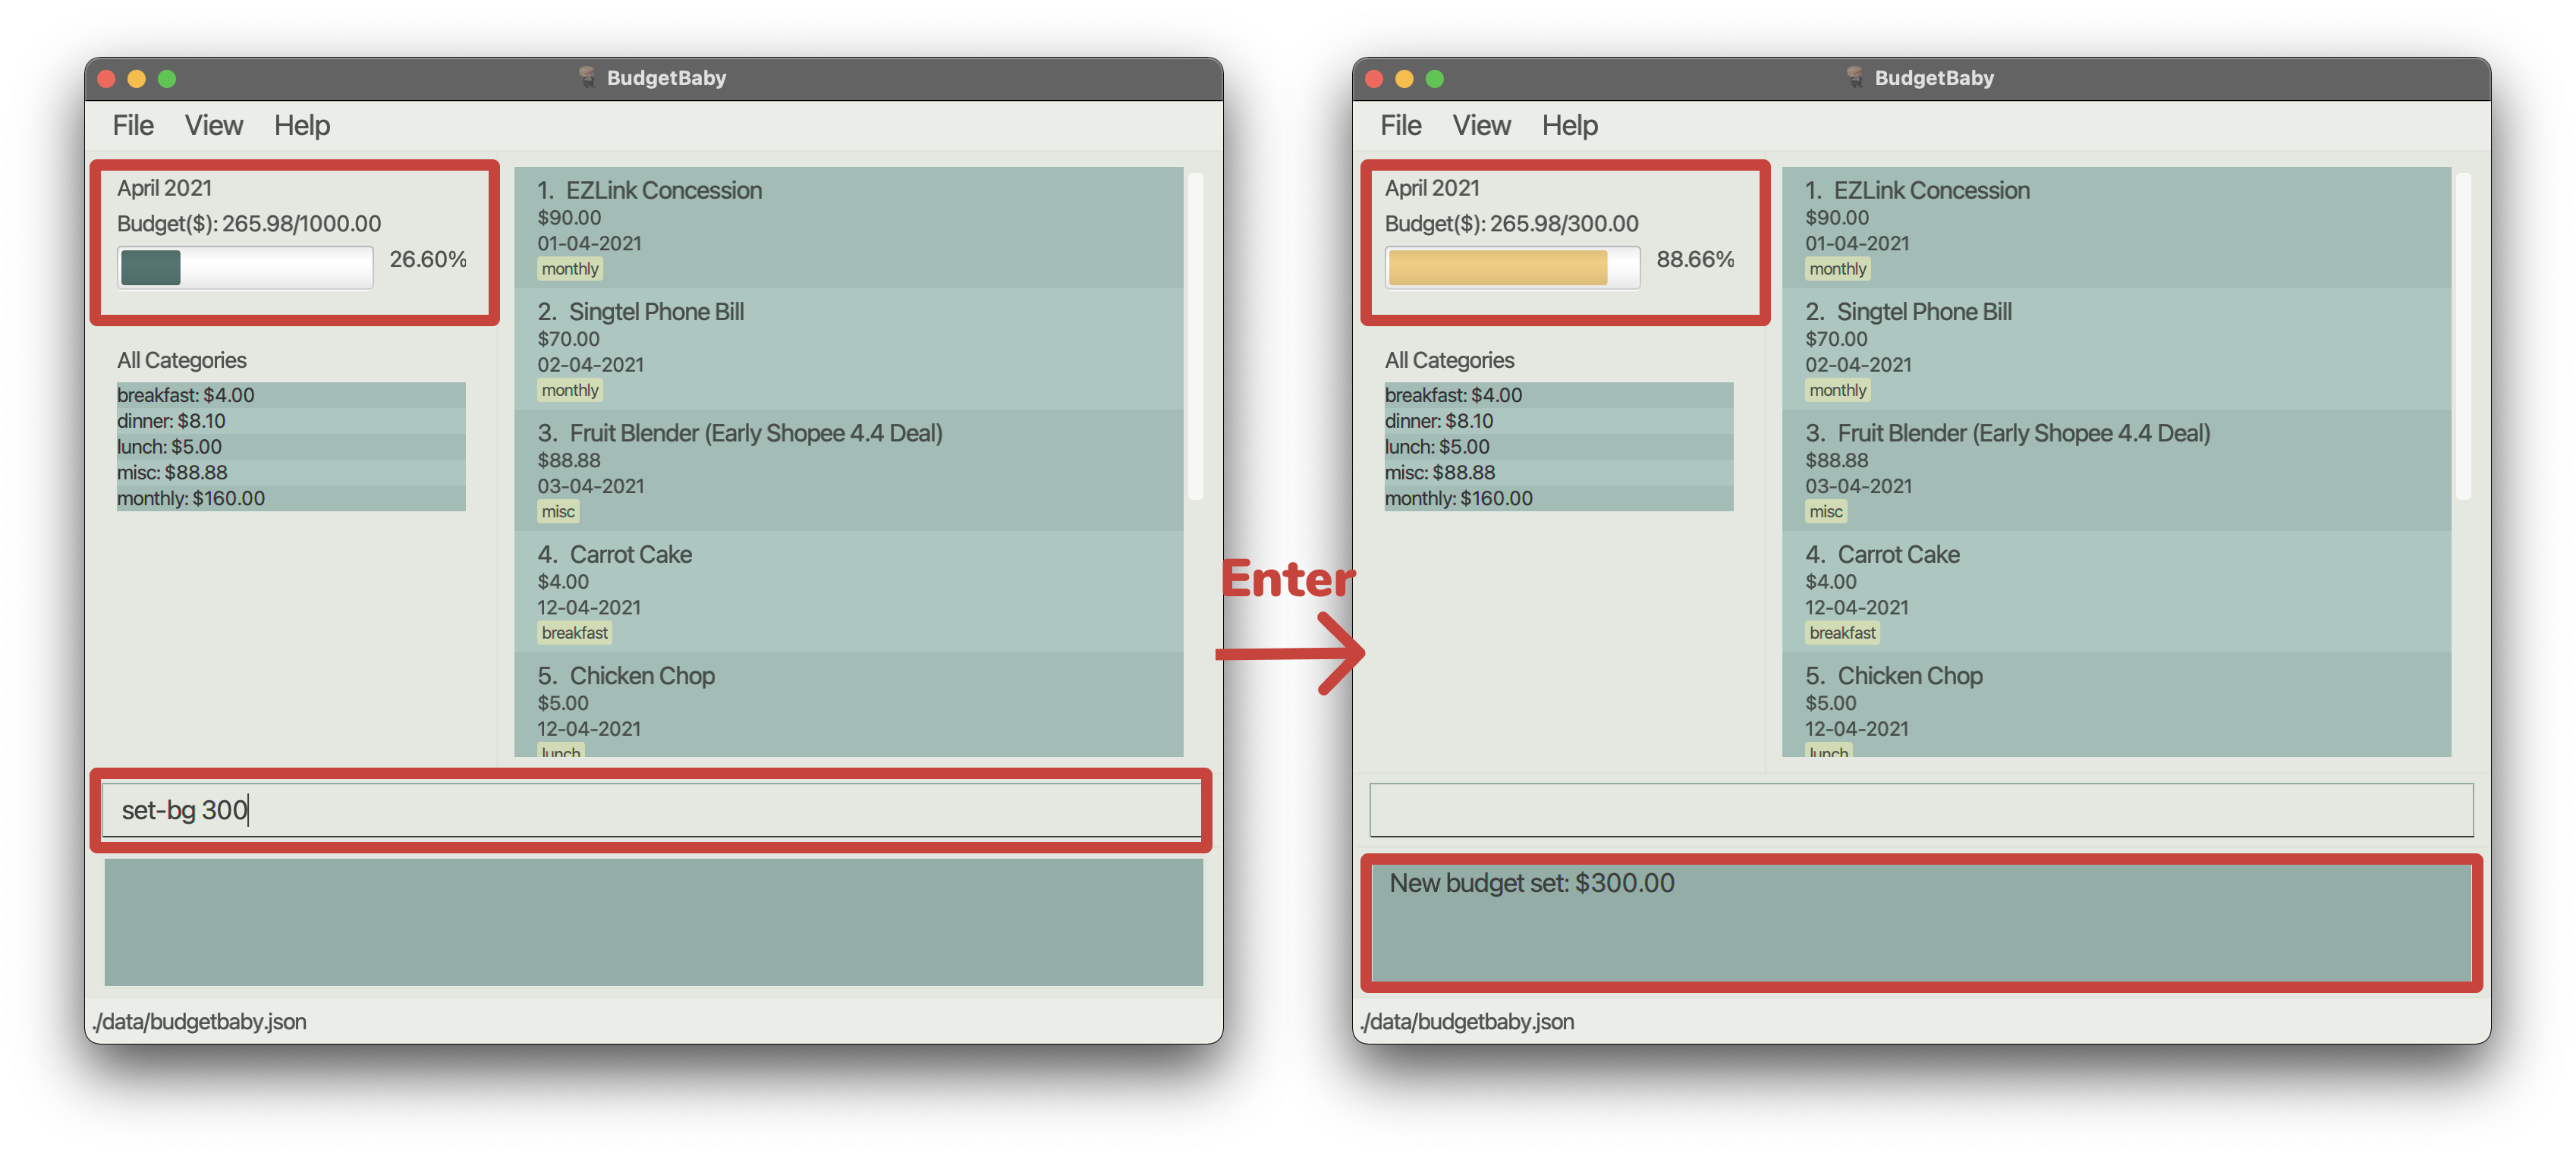 BudgetBaby
File View Help
April 2021
Budget($): 265.98/1000.00
26.60%
All Categories
breakfast: $4.00
dinner: $8.10
lunch: $5.00
misc: $88.88
monthly: $160.00
1. EZLink Concession
$90.00
01-04-2021
monthly
2. Singtel Phone Bill
$70.00
02-04-2021
monthly
3. Fruit Blender (Early Shopee 4.4 Deal)
$88.88
03-04-2021
misc
4. Carrot Cake
$4.00
12-04-2021
breakfast
5. Chicken Chop
$5.00
12-04-2021
lunch
set-bg 300
./data/budgetbaby.json
Enter
BudgetBaby
File View Help
April 2021
Budget($): 265.98/300.00
88.66%
All Categories
breakfast: $4.00
dinner: $8.10
lunch: $5.00
misc: $88.88
monthly: $160.00
1. EZLink Concession
$90.00
01-04-2021
monthly
2. Singtel Phone Bill
$70.00
02-04-2021
monthly
3. Fruit Blender (Early Shopee 4.4 Deal)
$88.88
03-04-2021
misc
4. Carrot Cake
$4.00
12-04-2021
breakfast
5. Chicken Chop
$5.00
12-04-2021
lunch
New budget set: $300.00
./data/budgetbaby.json